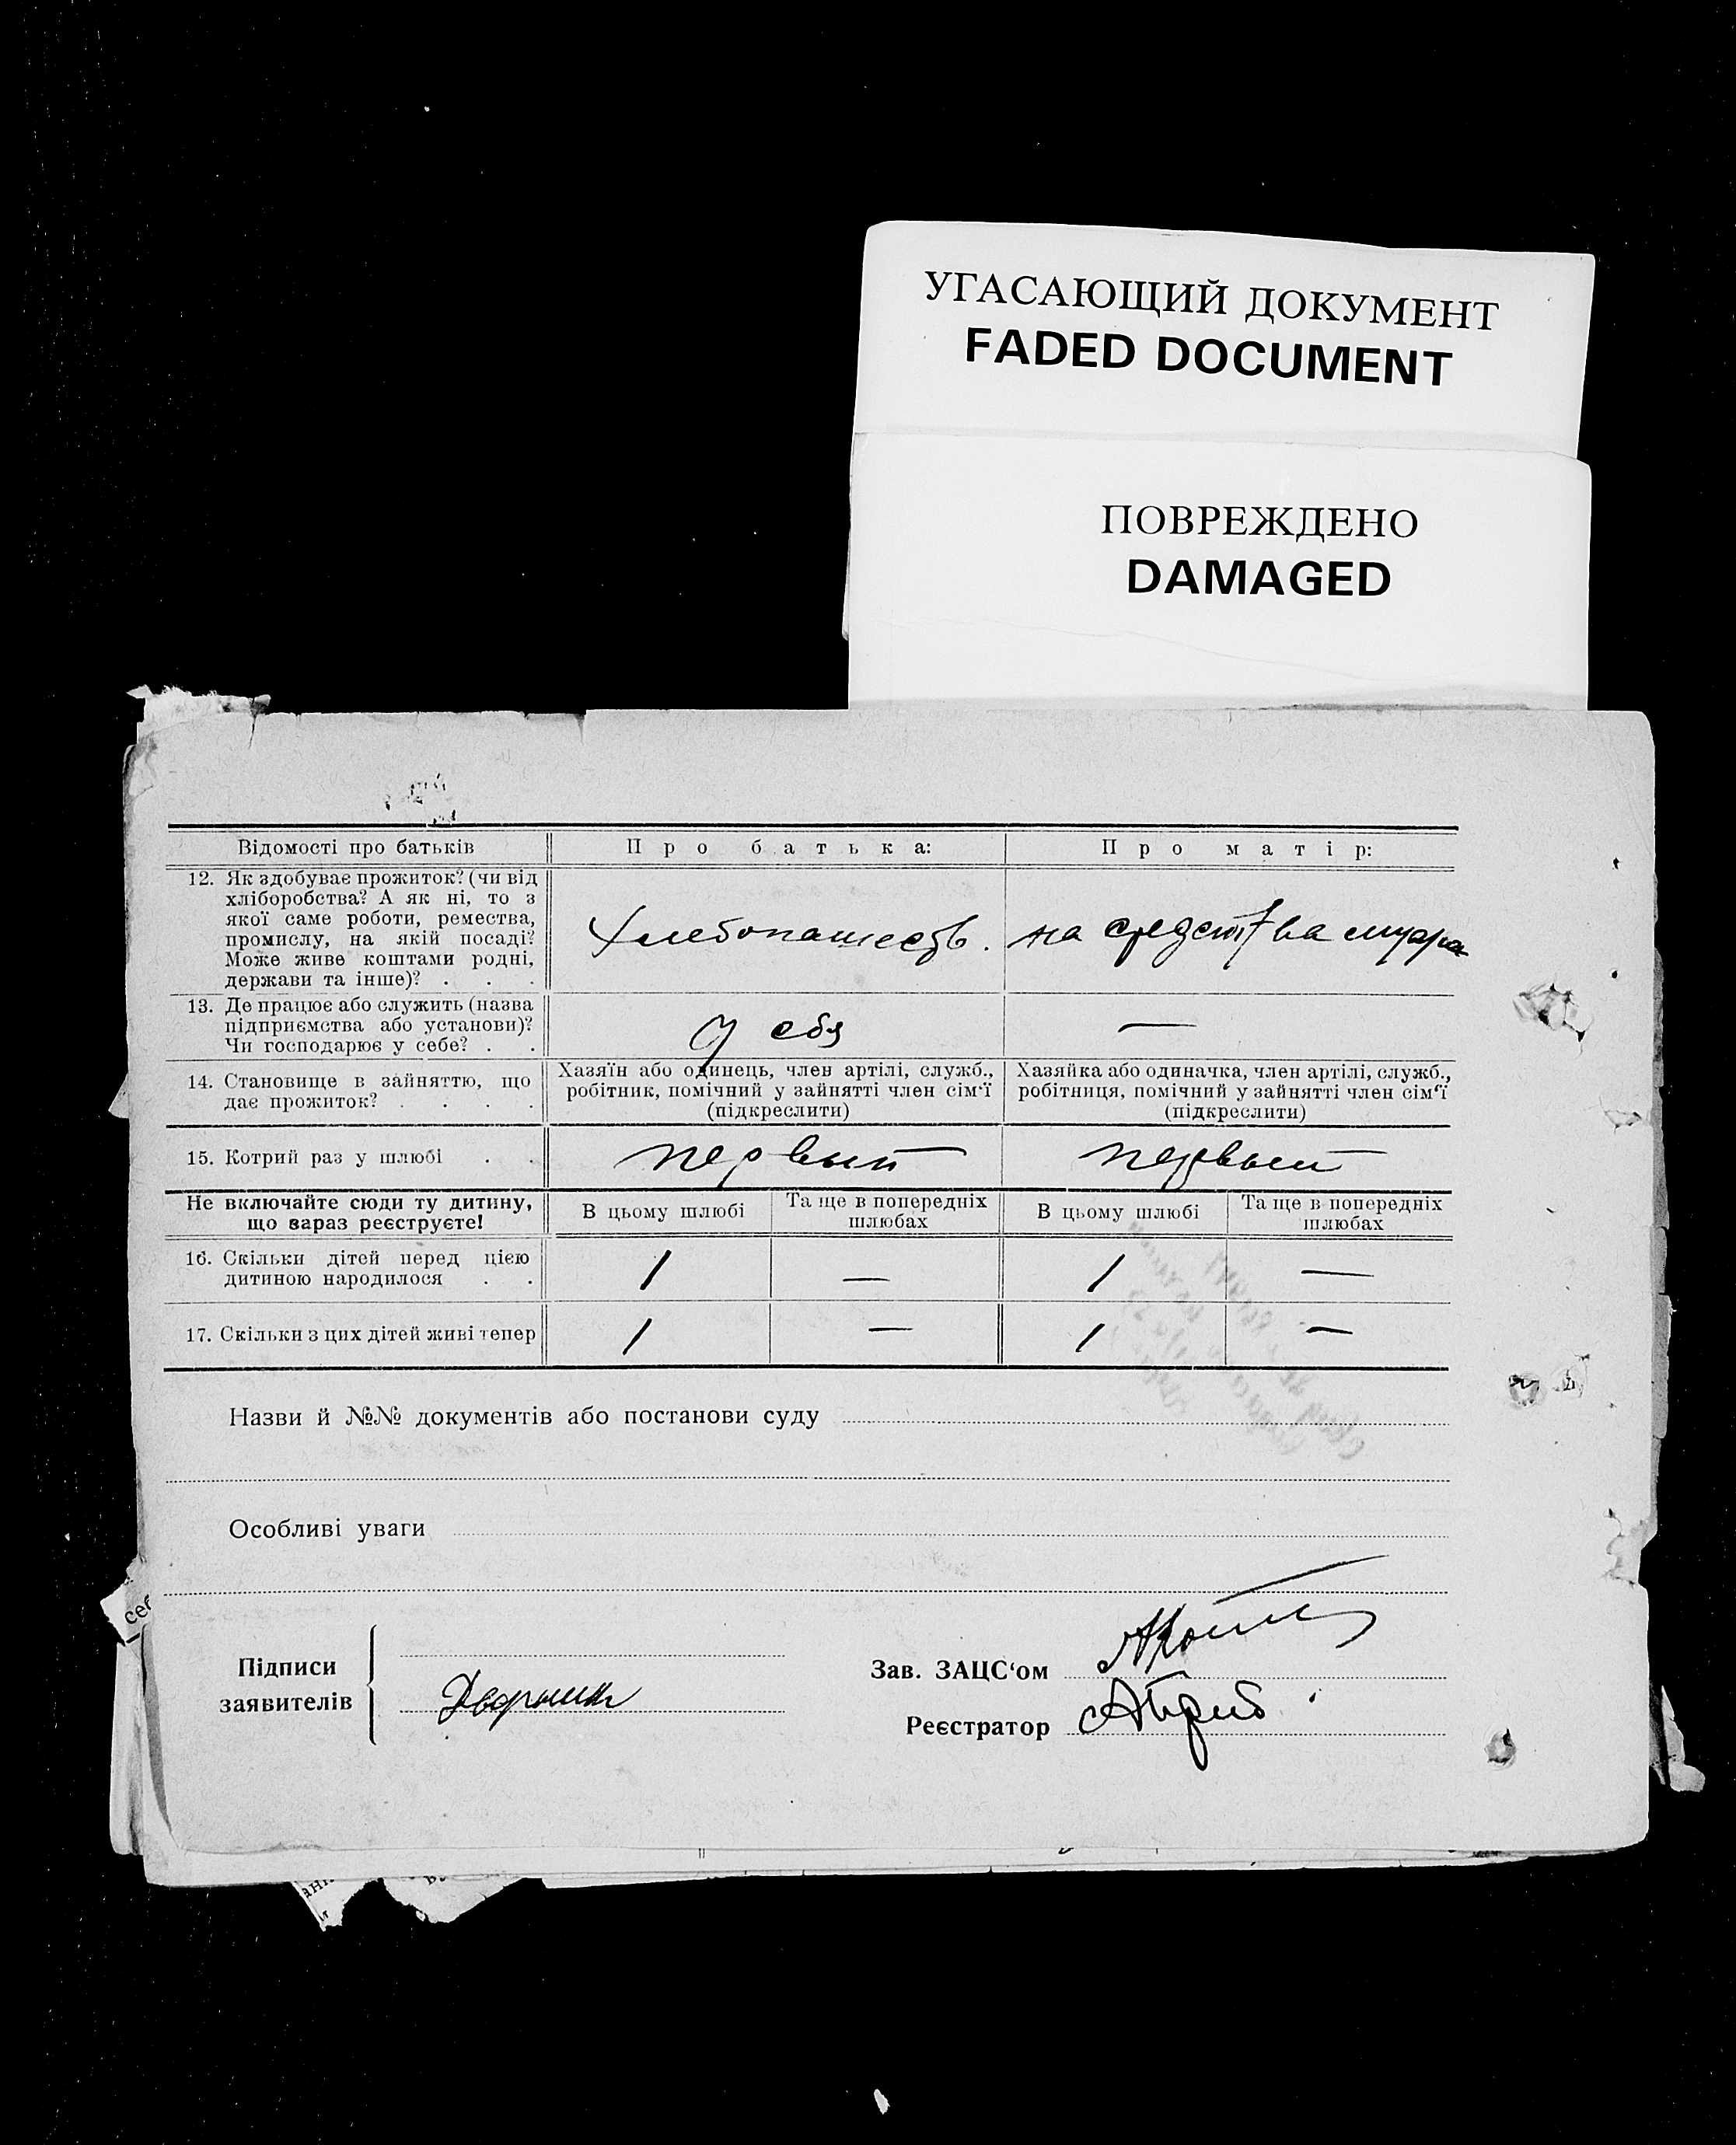 УГАСАЮЩИЙ ДОКУМЕНТ
FADED DOCUMENT
ПОВРЕЖДЕНО
DAMAGED
Відомості про батьків
Про батька:
Про матір:
12. Як здобуває прожиток? (чи від
хліборобства? А як ні, то з
якої саме роботи, ремества,
промислу, на якій посаді?
Може живе коштами родні,
держави та інше)? . . .
Хлебопашеств.
на средства мужа
13. Де працює або служить (назва
підприємства або установи)?
Чи господарює у себе? . .
У себя
—
14. Становище в зайняттю, що
дає прожиток? . . . .
Хазяїн або одинець, член артілі, служб.,
робітник, помічний у зайнятті член сім'ї
(підкреслити)
Хазяйка або одиначка, член артілі, служб.,
робітниця, помічний у зайнятті член сім'ї
(підкреслити)
15. Котрий раз у шлюбі . .
первый
первый
Не включайте сюди ту дитину,
що зараз реєструєте!
В цьому шлюбі
Та ще в попередніх
шлюбах
В цьому шлюбі
Та ще в попередніх
шлюбах
16. Скільки дітей перед цією
дитиною народилося . .
1
—
1
—
17. Скільки з цих дітей живі тепер
1
—
1
—
Назви й №№ документів або постанови суду
Особливі уваги
Підписи
заявителів
Дворник
Зав. ЗАЦС'ом
Реєстратор